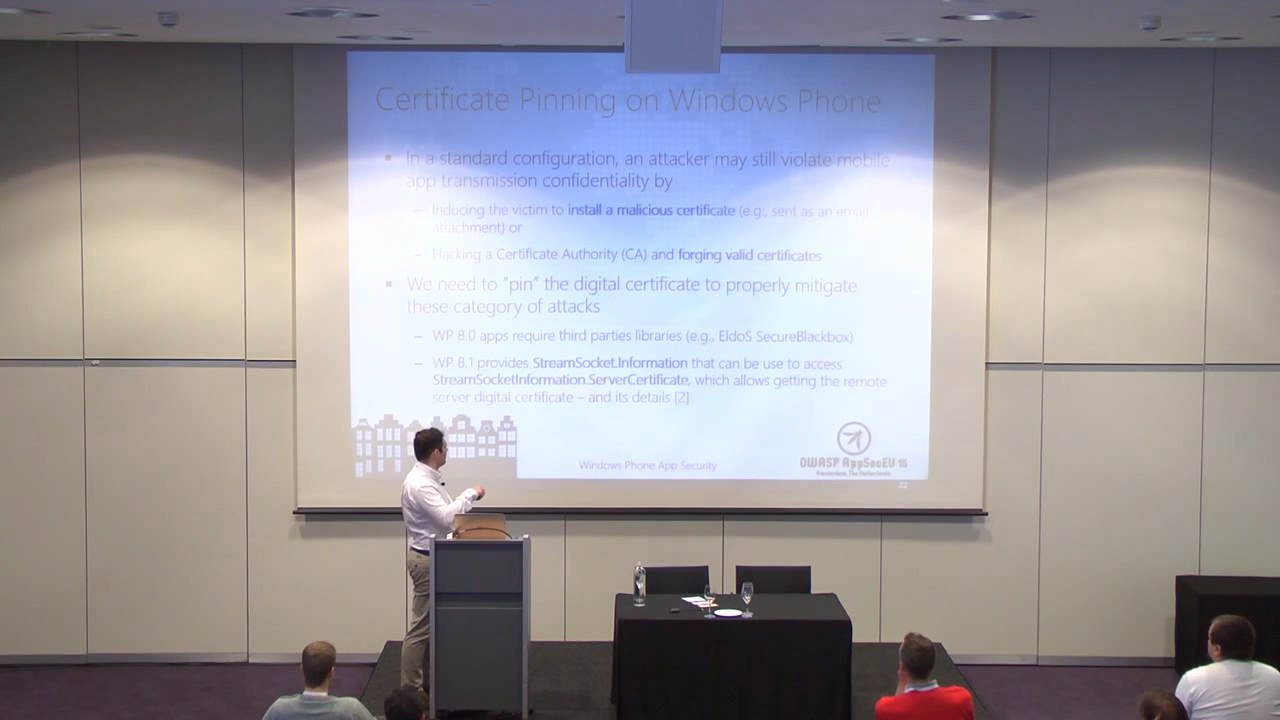 Certificate Pinning on Windows Phone
In a standard configuration, an attacker may still violate mobile
app transmission confidentiality by
– Inducing the victim to install a malicious certificate (e.g., sent as an email
attachment) or
– Hacking a Certificate Authority (CA) and forging valid certificates
We need to "pin" the digital certificate to properly mitigate
these category of attacks
– WP 8.0 apps require third parties libraries (e.g., EldoS SecureBlackbox)
– WP 8.1 provides StreamSocket.Information that can be use to access
StreamSocketInformation.ServerCertificate, which allows getting the remote
server digital certificate – and its details [2]
Windows Phone App Security
OWASP AppSecEU 15
Amsterdam, The Netherlands
22